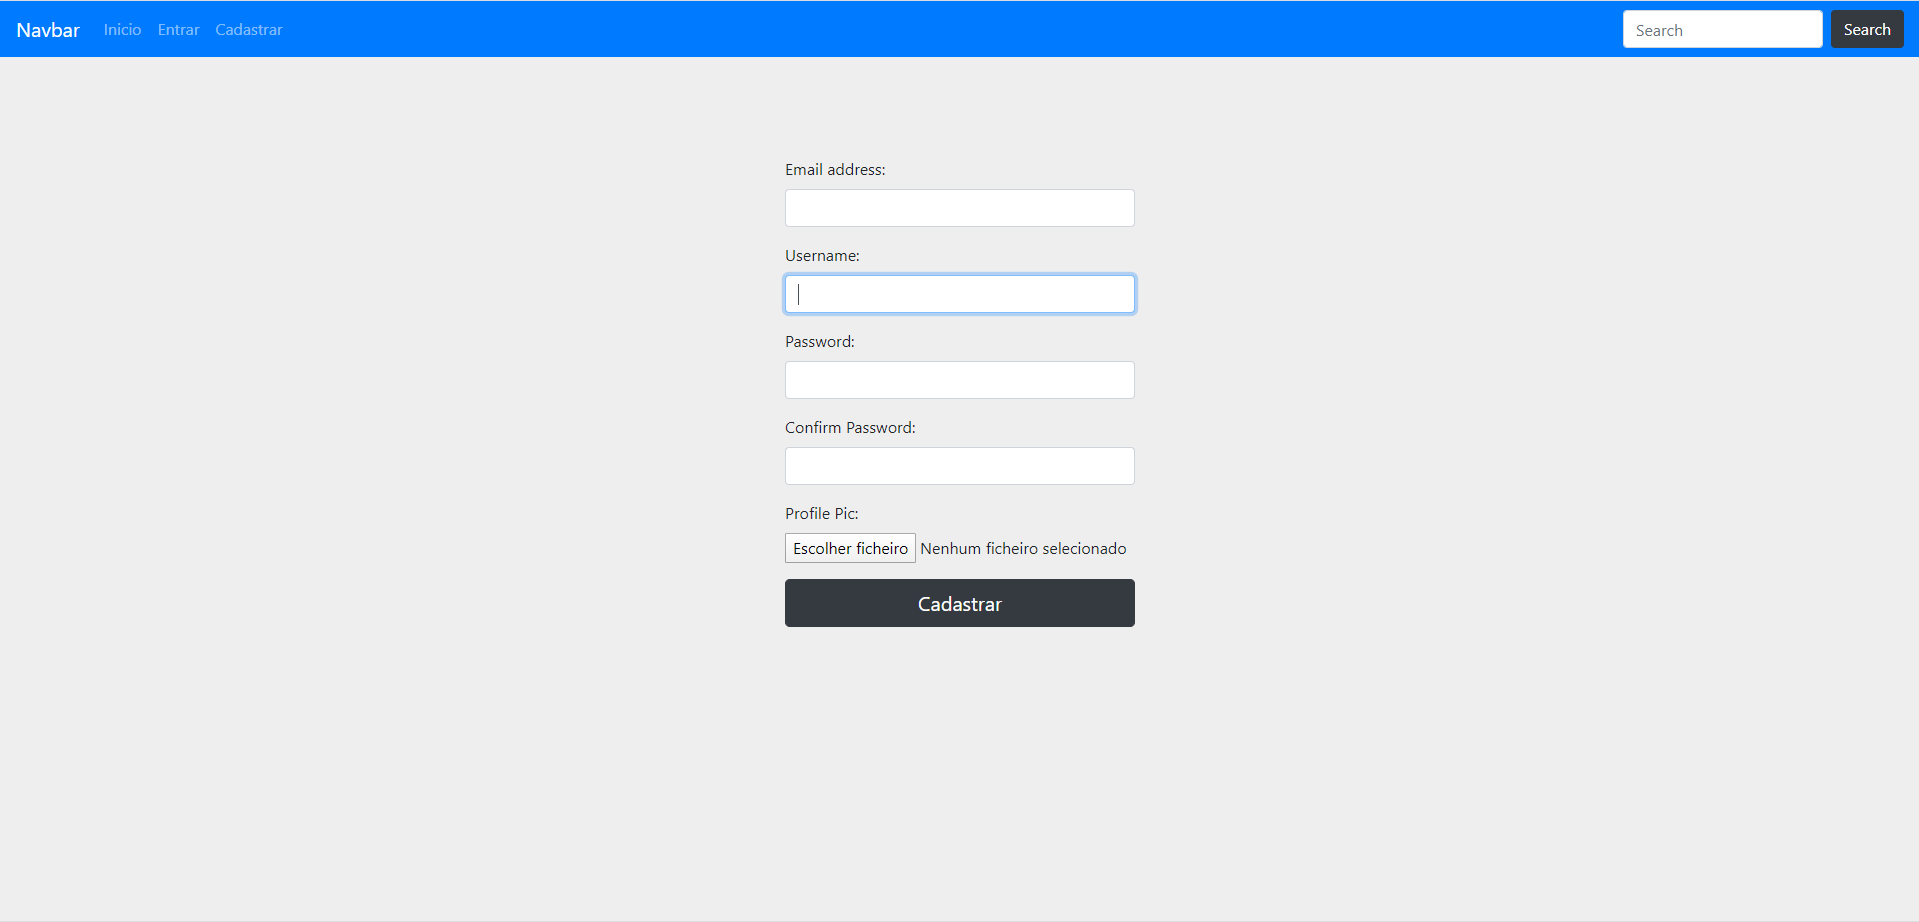 Navbar Inicio Entrar Cadastrar Search Search
Email address:
Username:
Password:
Confirm Password:
Profile Pic:
Escolher ficheiro Nenhum ficheiro selecionado
Cadastrar